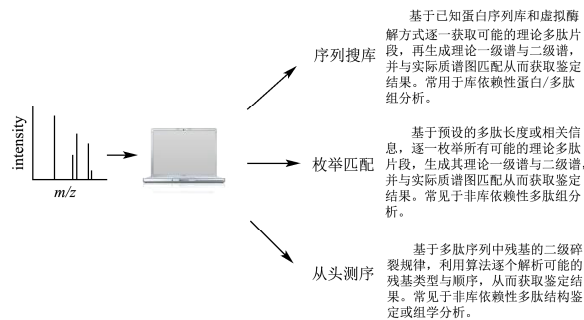 基于已知蛋白序列库和虚拟酶
解方式逐一获取可能的理论多肽片
段，再生成理论一级谱与二级谱，
并与实际质谱图匹配从而获取鉴定
结果。常用于库依赖性蛋白/多肽
组分析。
序列搜库
intensity
m/z
枚举匹配
基于预设的多肽长度或相关信
息，逐一枚举所有可能的理论多肽
片段，生成其理论一级谱与二级谱，
并与实际质谱图匹配从而获取鉴定
结果。常见于非库依赖性多肽组分
析。
从头测序
基于多肽序列中残基的二级碎
裂规律，利用算法逐个解析可能的
残基类型与顺序，从而获取鉴定结
果。常见于非库依赖性多肽结构鉴
定或组学分析。